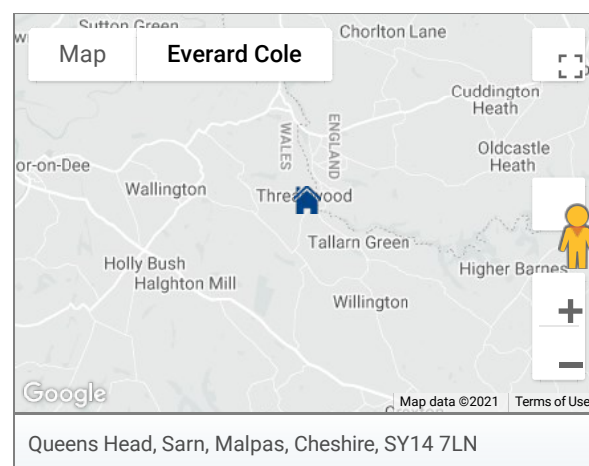 Sutton Green
Chorlton Lane
Map
Everard Cole
Cuddington
Heath
WALES
ENGLAND
Oldcastle
Heath
or-on-Dee
Wallington
Tallarn Green
Holly Bush
Halghton Mill
Higher Barnes
Willington
Google
Map data ©2021
Terms of Use
Queens Head, Sarn, Malpas, Cheshire, SY14 7LN